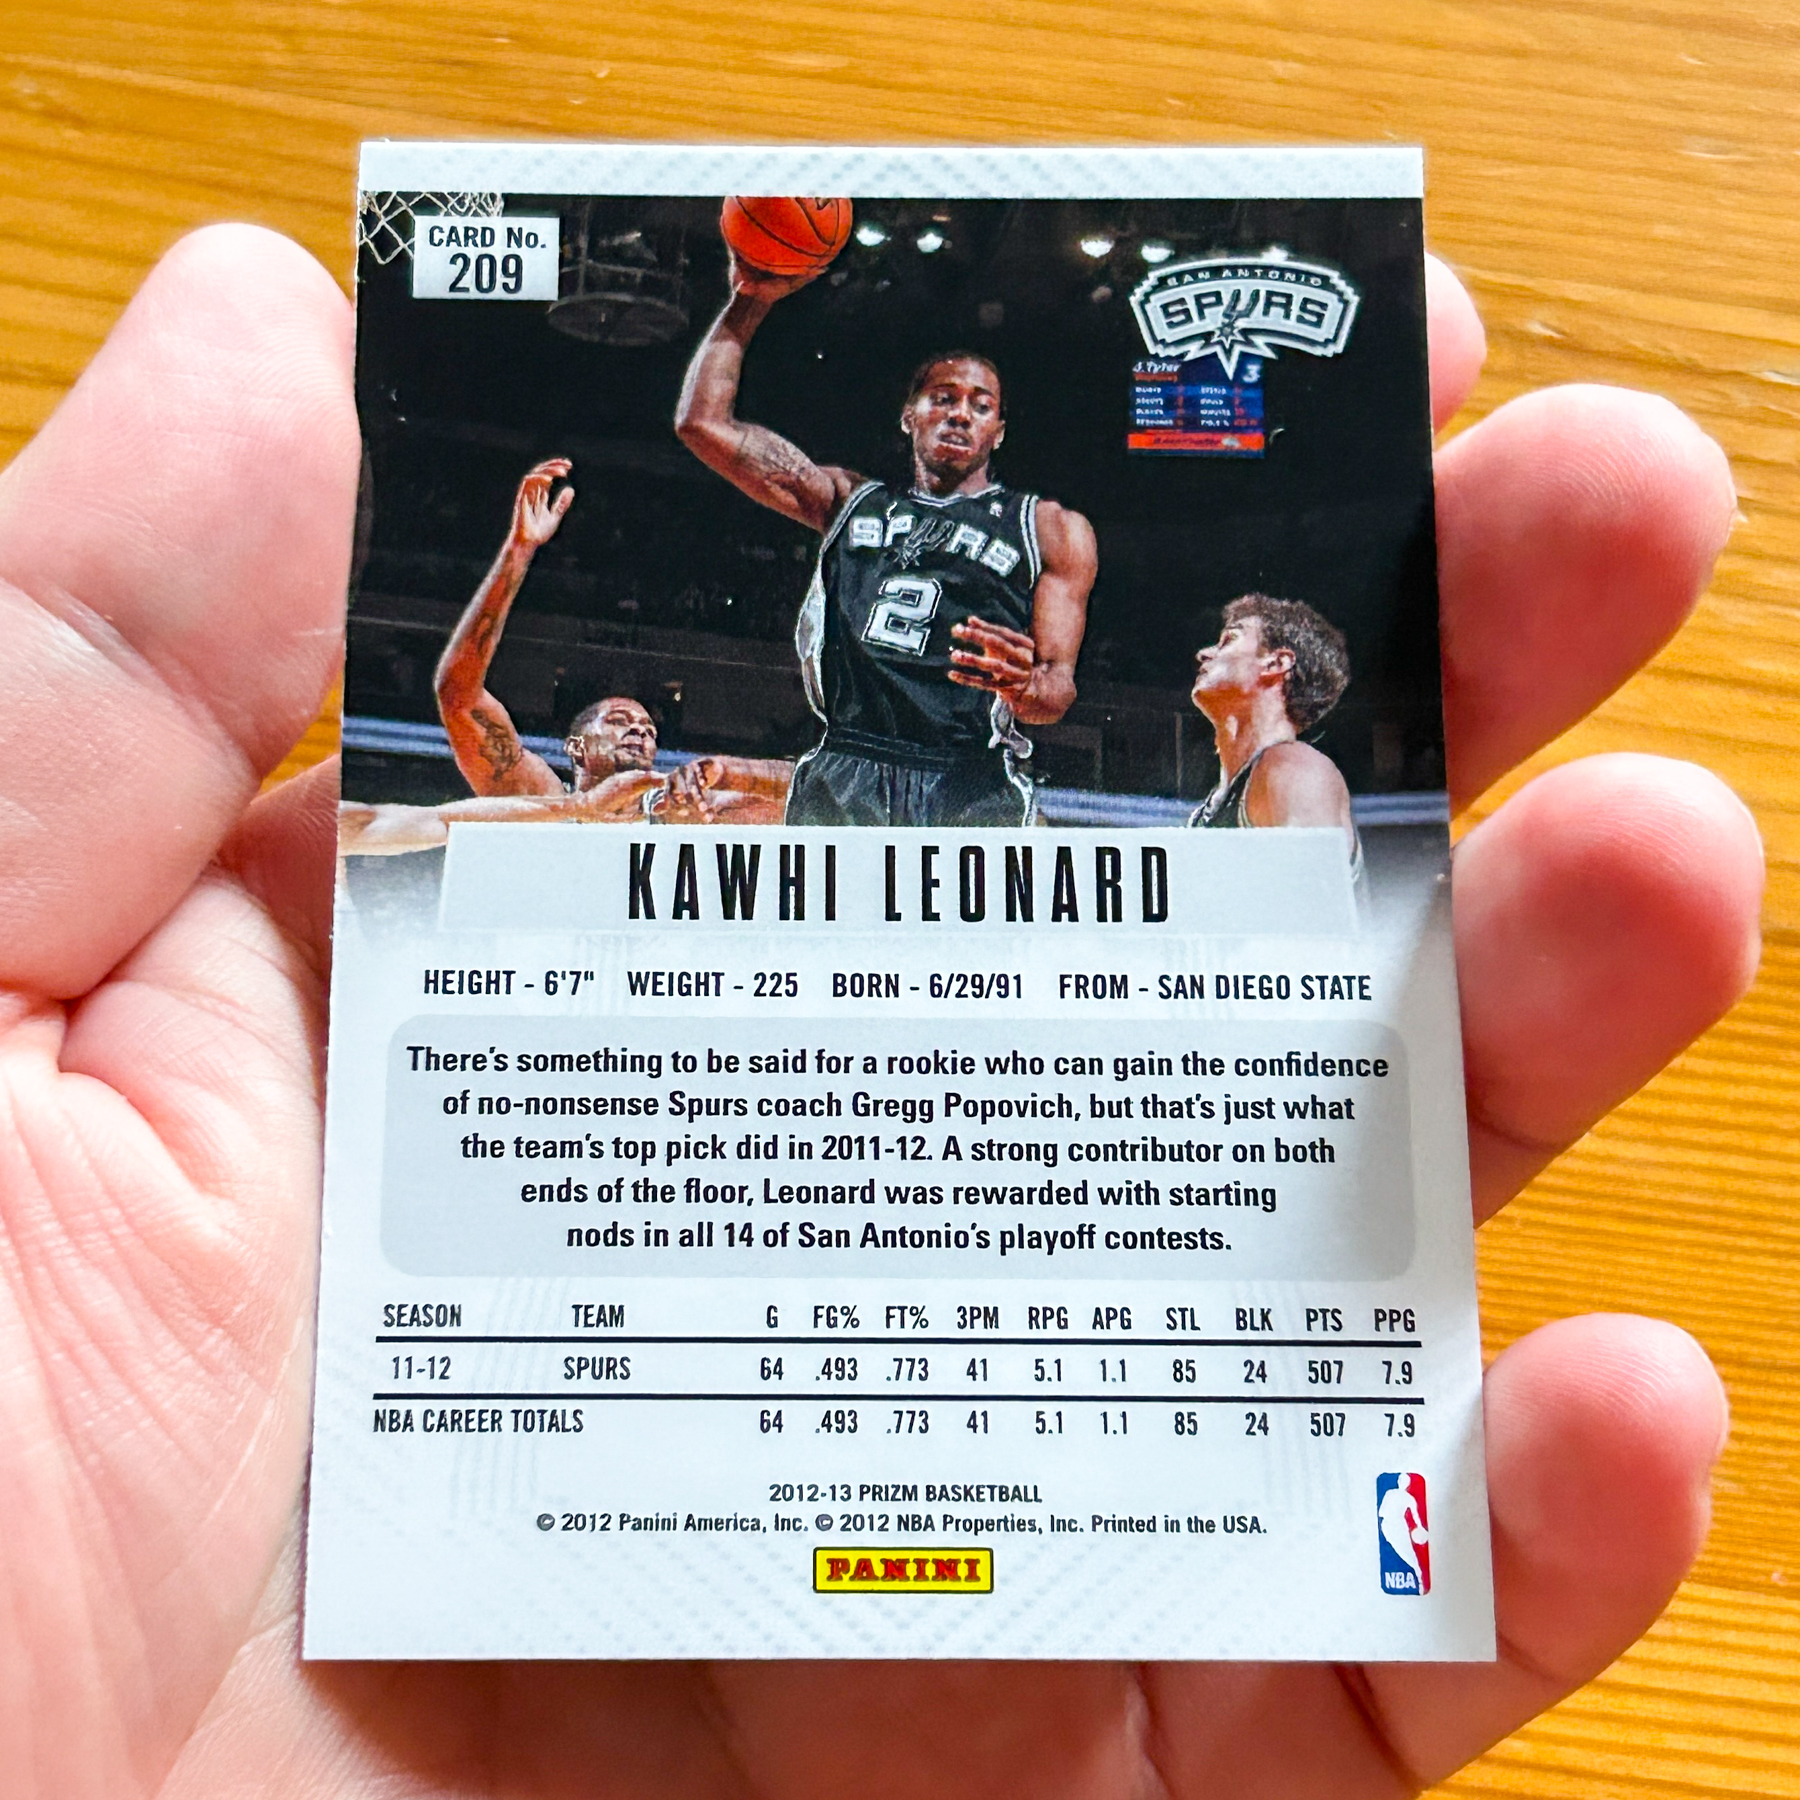 CARD No.
209
SAN ANTONIO
SPURS
J. Tyler
3
SPURS
2
KAWHI LEONARD
HEIGHT - 6'7" WEIGHT - 225 BORN - 6/29/91 FROM - SAN DIEGO STATE
There's something to be said for a rookie who can gain the confidence
of no-nonsense Spurs coach Gregg Popovich, but that's just what
the team's top pick did in 2011-12. A strong contributor on both
ends of the floor, Leonard was rewarded with starting
nods in all 14 of San Antonio's playoff contests.
SEASON TEAM G FG% FT% 3PM RPG APG STL BLK PTS PPG
11-12 SPURS 64 .493 .773 41 5.1 1.1 85 24 507 7.9
NBA CAREER TOTALS 64 .493 .773 41 5.1 1.1 85 24 507 7.9
2012-13 PRIZM BASKETBALL
© 2012 Panini America, Inc. © 2012 NBA Properties, Inc. Printed in the USA.
PANINI
NBA